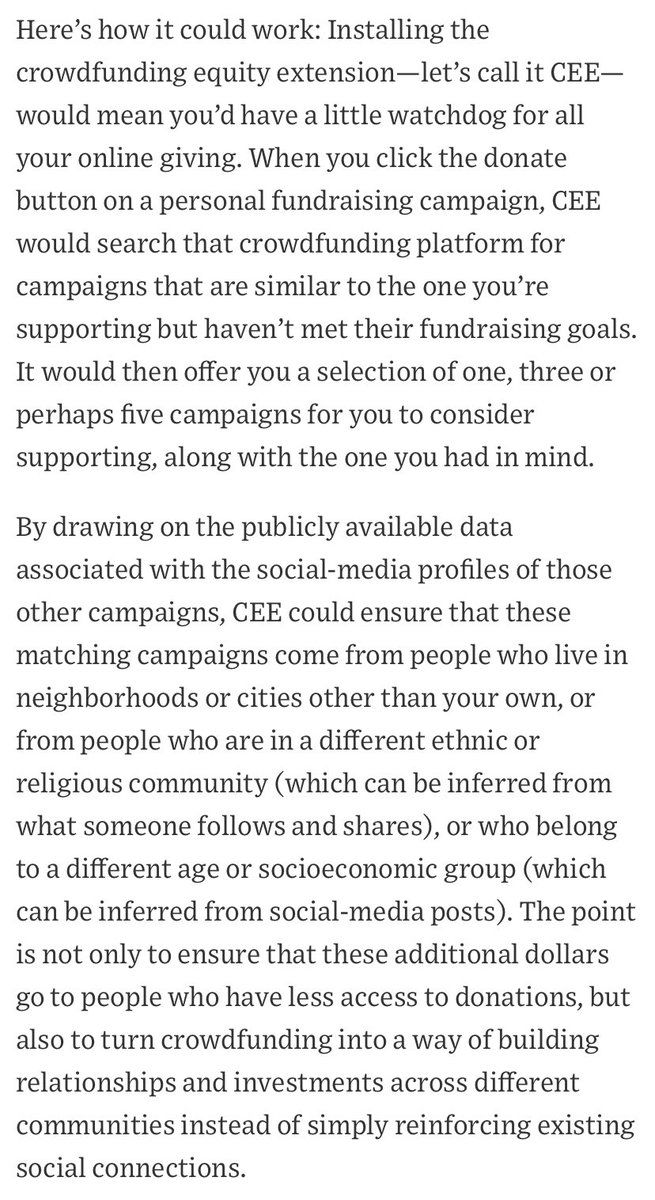 Here’s how it could work: Installing the
crowdfunding equity extension—let’s call it CEE—
would mean you’d have a little watchdog for all
your online giving. When you click the donate
button on a personal fundraising campaign, CEE
would search that crowdfunding platform for
campaigns that are similar to the one you’re
supporting but haven’t met their fundraising goals.
It would then offer you a selection of one, three or
perhaps five campaigns for you to consider
supporting, along with the one you had in mind.
By drawing on the publicly available data
associated with the social-media profiles of those
other campaigns, CEE could ensure that these
matching campaigns come from people who live in
neighborhoods or cities other than your own, or
from people who are in a different ethnic or
religious community (which can be inferred from
what someone follows and shares), or who belong
to a different age or socioeconomic group (which
can be inferred from social-media posts). The point
is not only to ensure that these additional dollars
go to people who have less access to donations, but
also to turn crowdfunding into a way of building
relationships and investments across different
communities instead of simply reinforcing existing
social connections.